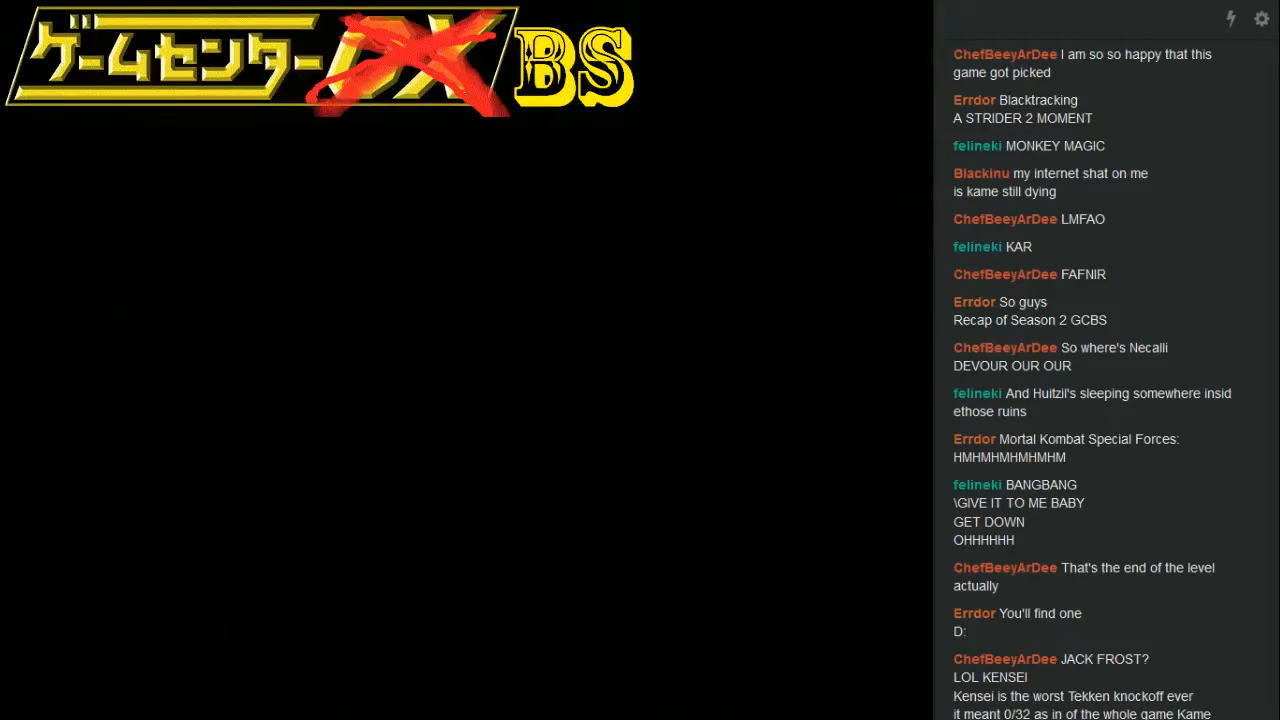 ゲームセンターCX BS
ChefBeeyArDee I am so so happy that this
game got picked
Errdor Blacktracking
A STRIDER 2 MOMENT
felineki MONKEY MAGIC
Blackinu my internet shat on me
is kame still dying
ChefBeeyArDee LMFAO
felineki KAR
ChefBeeyArDee FAFNIR
Errdor So guys
Recap of Season 2 GCBS
ChefBeeyArDee So where's Necalli
DEVOUR OUR OUR
felineki And Huitzil's sleeping somewhere insid
ethose ruins
Errdor Mortal Kombat Special Forces:
HMHMHMHMHMHM
felineki BANGBANG
\GIVE IT TO ME BABY
GET DOWN
OHHHHHH
ChefBeeyArDee That's the end of the level
actually
Errdor You'll find one
D:
ChefBeeyArDee JACK FROST?
LOL KENSEI
Kensei is the worst Tekken knockoff ever
it meant 0/32 as in of the whole game Kame